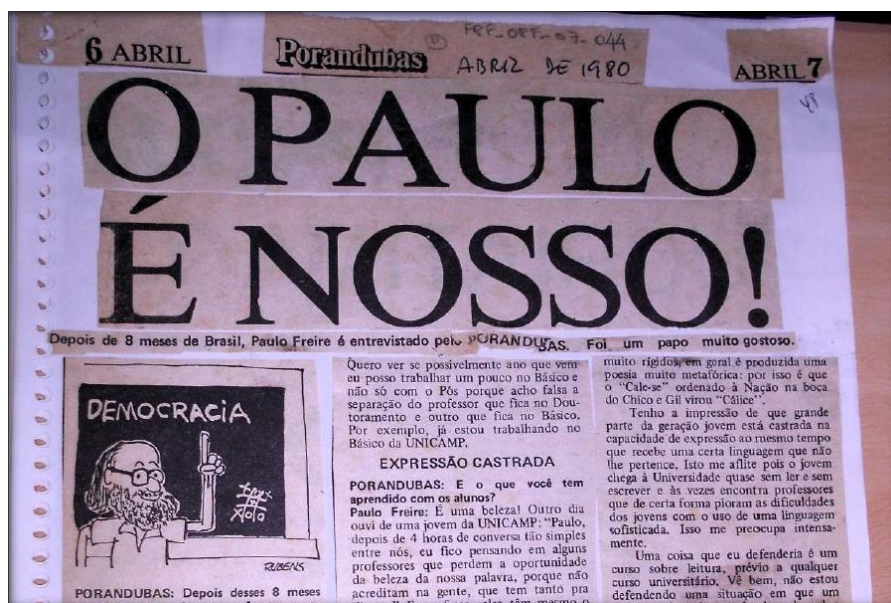 6 ABRIL
Porandubas
ABRIL DE 1980
ABRIL 7
O PAULO
É NOSSO!
Depois de 8 meses de Brasil, Paulo Freire é entrevistado pelo PORANDUBAS. Foi um papo muito gostoso.
DEMOCRACIA
RUBENS
PORANDUBAS: Depois desses 8 meses
Quero ver se possivelmente ano que vem
eu posso trabalhar um pouco no Básico e
não só com o Pós porque acho falsa a
separação do professor que fica no Dou-
toramento e outro que fica no Básico.
Por exemplo, já estou trabalhando no
Básico da UNICAMP.
EXPRESSÃO CASTRADA
PORANDUBAS: E o que você tem
aprendido com os alunos?
Paulo Freire: É uma beleza! Outro dia
ouvi de uma jovem da UNICAMP: "Paulo,
depois de 4 horas de conversa tão simples
entre nós, eu fico pensando em alguns
professores que perdem a oportunidade
da beleza da nossa palavra, porque não
acreditam na gente, que tem tantó pra
muito rígidos, em geral é produzida uma
poesia muito metafórica: por isso é que
o "Cale-se" ordenado à Nação na boça
do Chico e Gil virou "Cálice".
Tenho a impressão de que grande
parte da geração jovem está castrada na
capacidade de expressão ao mesmo tempo
que recebe uma certa linguagem que não
lhe pertence. Isto me aflite pois o jovem
chega à Universidade quase sem ler e sem
escrever e às vezes encontra professores
que de certa forma pioram as dificuldades
dos jovens com o uso de uma linguagem
sofisticada. Isso me preocupa intensa-
mente.
Uma coisa que eu defenderia é um
curso sobre leitura, prévio a qualquer
curso universitário. Vê bem, não estou
defendendo uma situação em que um